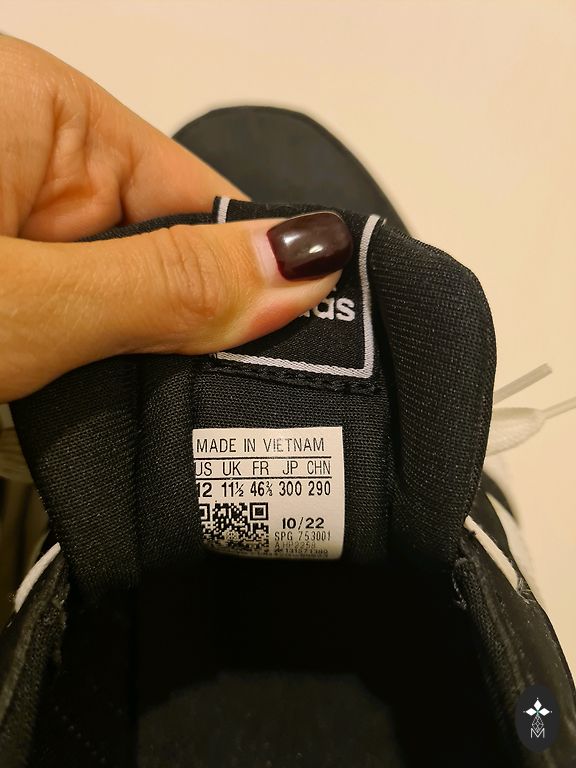 das
MADE IN VIETNAM
US UK FR JP CHN
12 11½ 46⅔ 300 290
10/22
SPG 753001
M